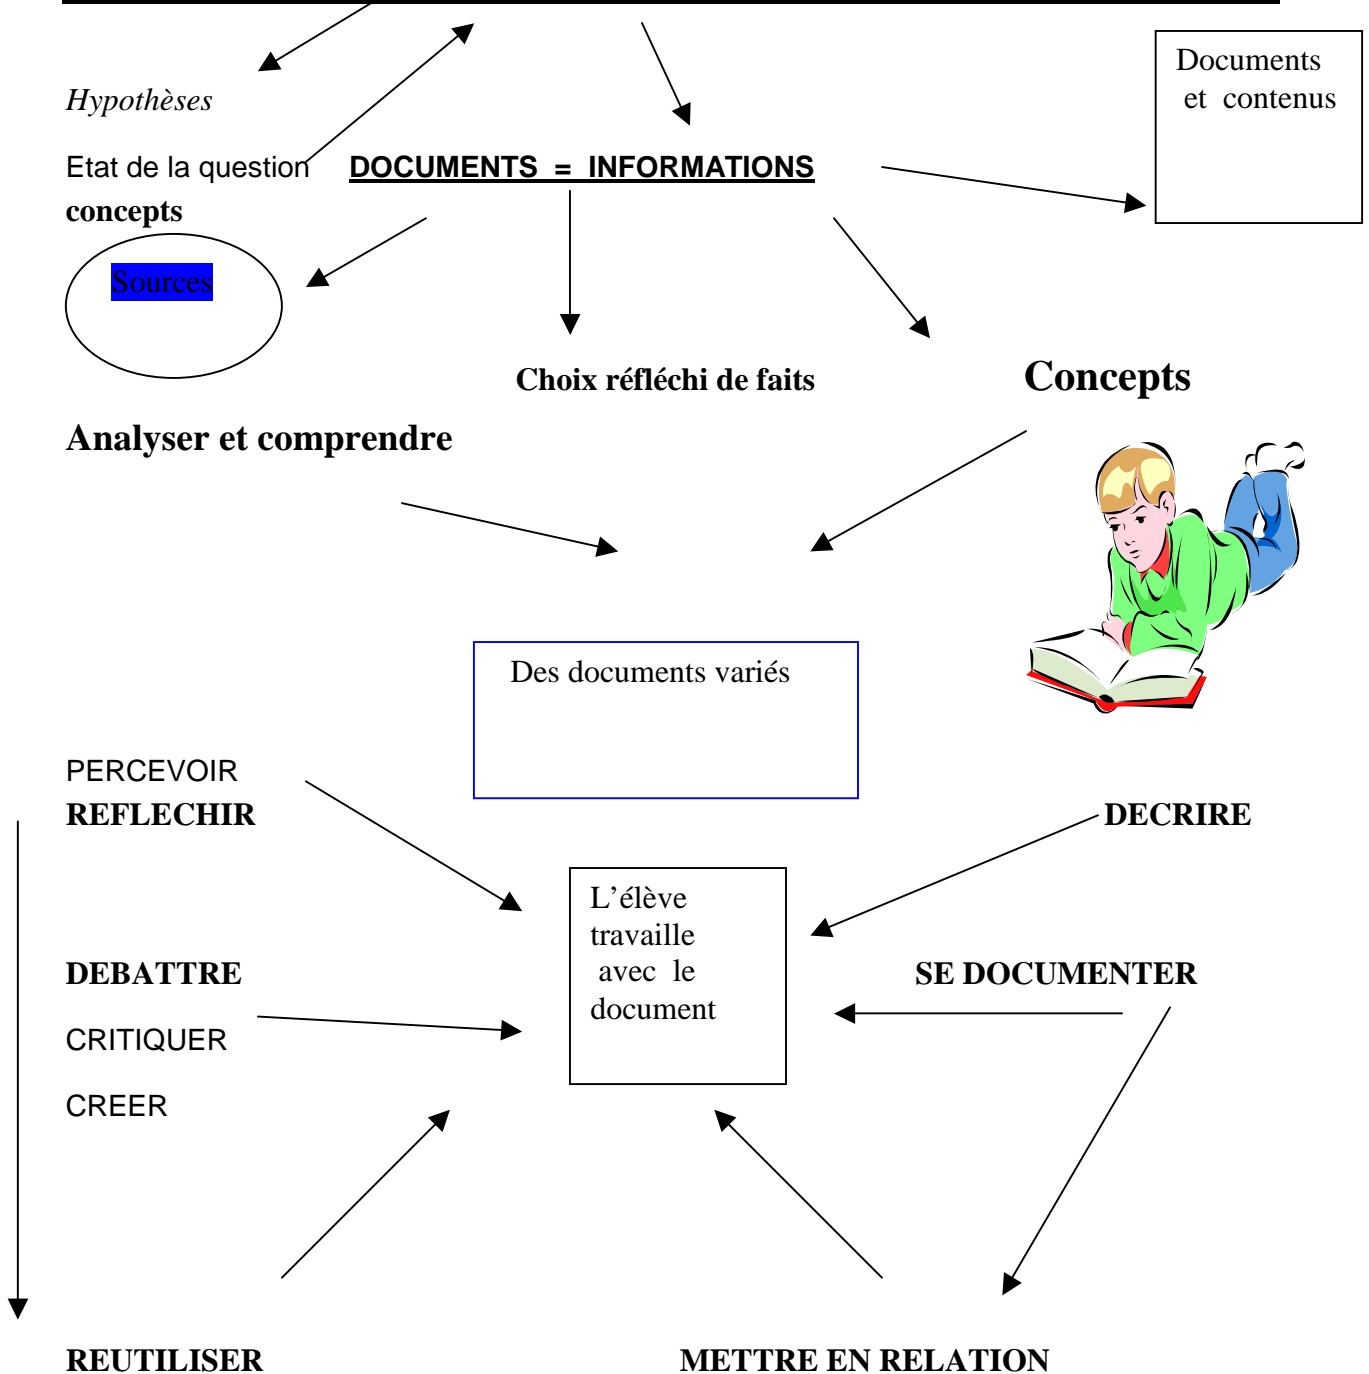 Documents
et contenus
Hypothèses
Etat de la question
DOCUMENTS = INFORMATIONS
concepts
Sources
Choix réfléchi de faits
Concepts
Analyser et comprendre
Des documents variés
PERCEVOIR
REFLECHIR
DECRIRE
L’élève
travaille
avec le
document
DEBATTRE
SE DOCUMENTER
CRITIQUER
CREER
REUTILISER
METTRE EN RELATION